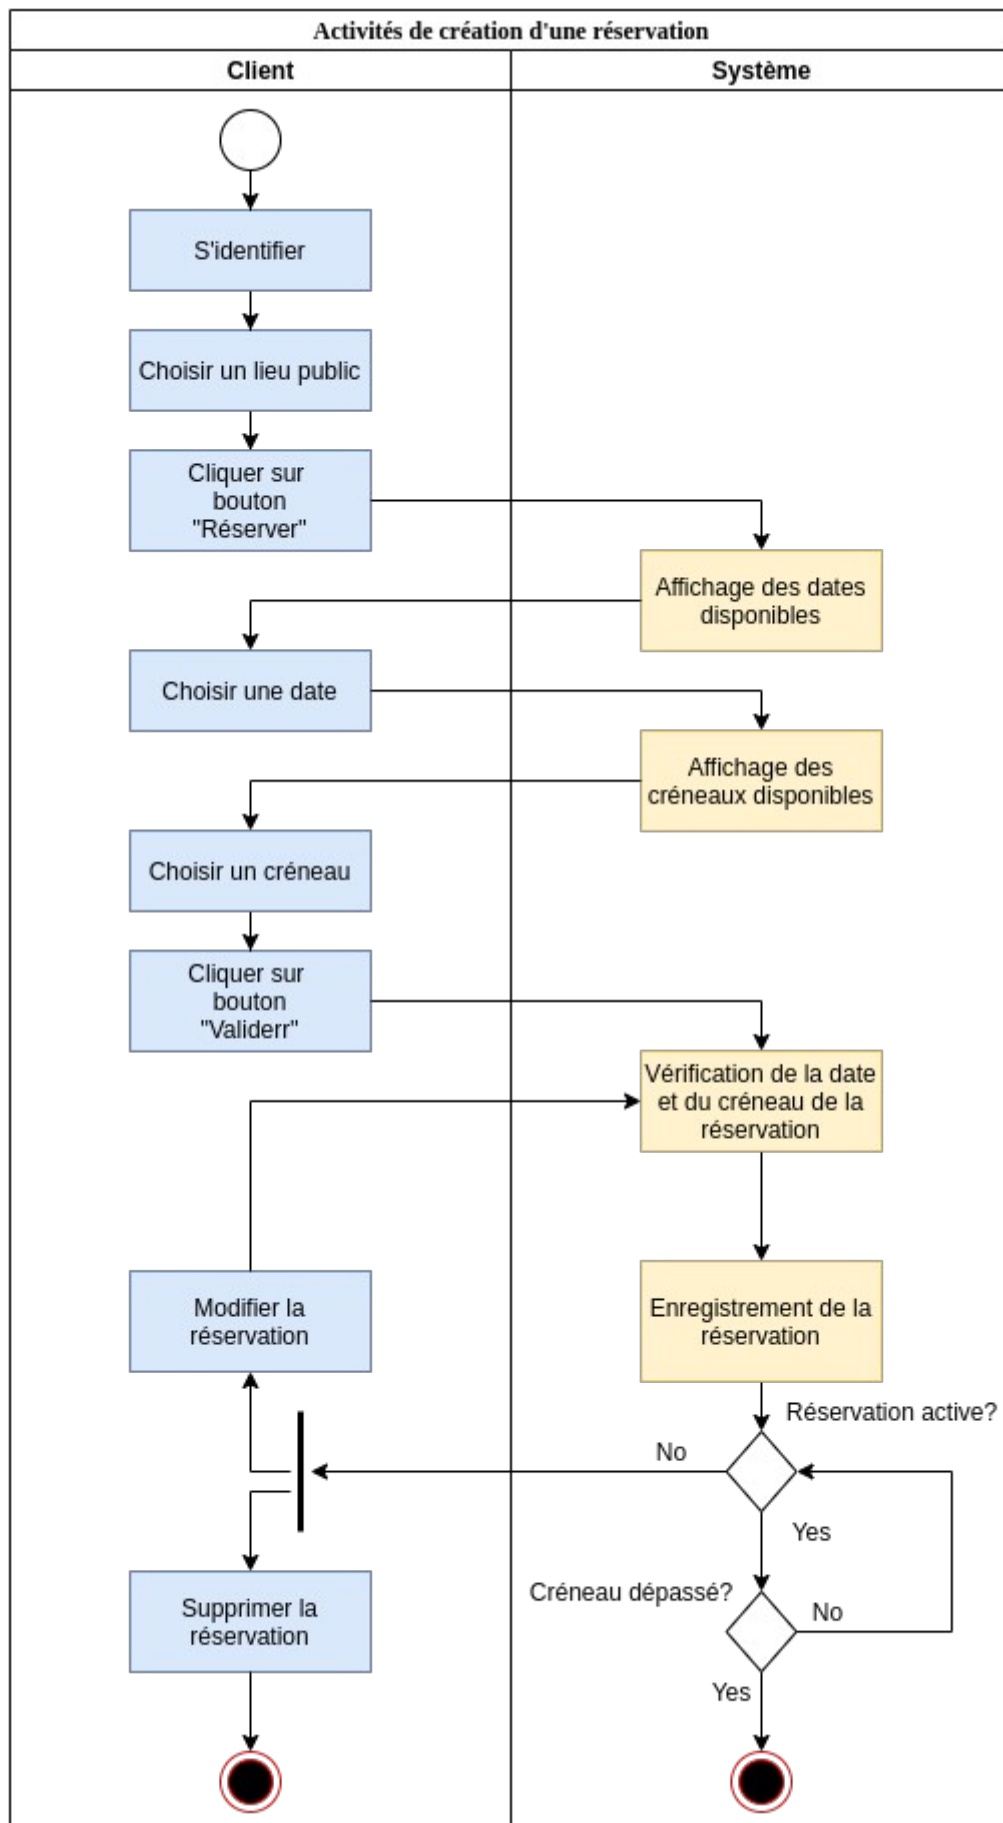 Activités de création d'une réservation
Client
Système
S'identifier
Choisir un lieu public
Cliquer sur
bouton
"Réserver"
Affichage des dates
disponibles
Choisir une date
Affichage des
créneaux disponibles
Choisir un créneau
Cliquer sur
bouton
"Validerr"
Vérification de la date
et du créneau de la
réservation
Modifier la
réservation
Enregistrement de la
réservation
Réservation active?
No
Yes
Créneau dépassé?
No
Supprimer la
réservation
Yes